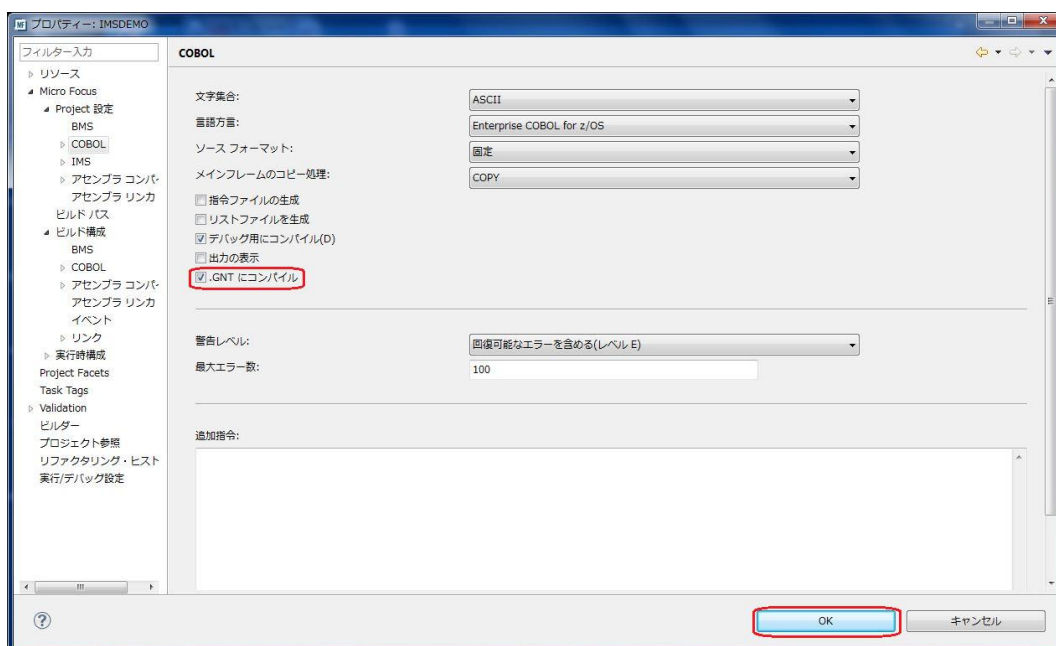 MF プロパティー: IMSDEMO
フィルター入力
リソース
Micro Focus
Project 設定
BMS
COBOL
IMS
アセンブラ コンパイ
アセンブラ リンカ
ビルド パス
ビルド構成
BMS
COBOL
アセンブラ コンパイ
アセンブラ リンカ
イベント
リンク
実行時構成
Project Facets
Task Tags
Validation
ビルダー
プロジェクト参照
リファクタリング・ヒスト
実行/デバッグ設定
COBOL
文字集合: ASCII
言語方言: Enterprise COBOL for z/OS
ソース フォーマット: 固定
メインフレームのコピー処理: COPY
指令ファイルの生成
リストファイルを生成
デバッグ用にコンパイル(D)
出力の表示
.GNT にコンパイル
警告レベル: 回復可能なエラーを含める(レベル E)
最大エラー数: 100
追加指令:
OK キャンセル